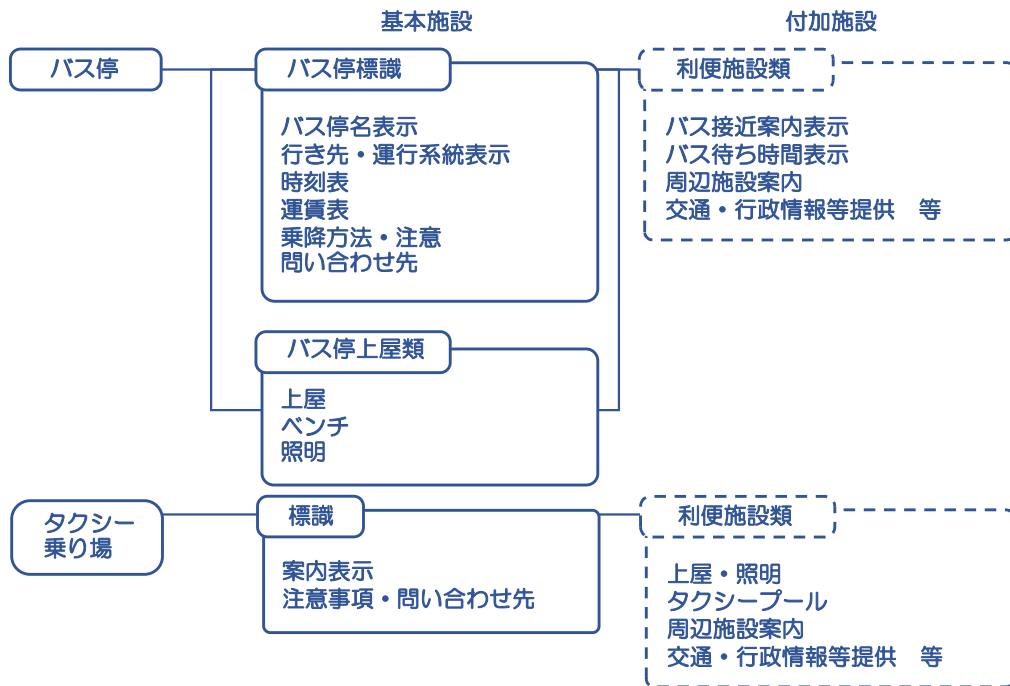 基本施設
付加施設
バス停
バス停標識
バス停名表示
行き先・運行系統表示
時刻表
運賃表
乗降方法・注意
問い合わせ先
利便施設類
バス接近案内表示
バス待ち時間表示
周辺施設案内
交通・行政情報等提供　等
バス停上屋類
上屋
ベンチ
照明
タクシー
乗り場
標識
案内表示
注意事項・問い合わせ先
利便施設類
上屋・照明
タクシープール
周辺施設案内
交通・行政情報等提供　等